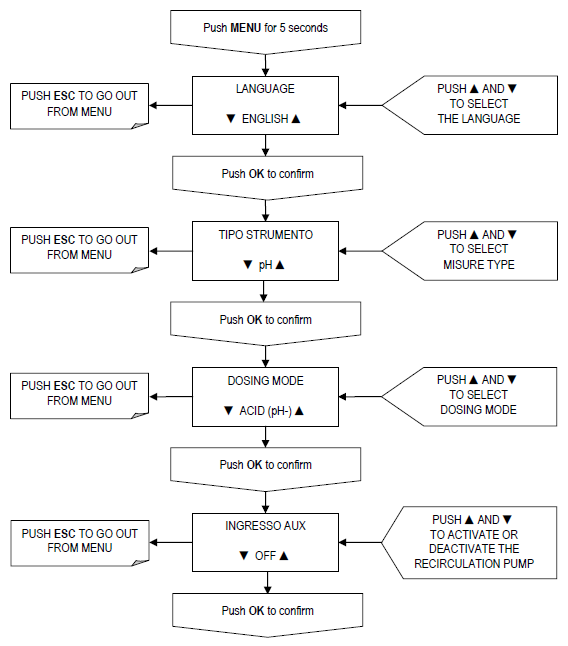 Push MENU for 5 seconds
PUSH ESC TO GO OUT
FROM MENU
LANGUAGE
▼ ENGLISH ▲
PUSH ▲ AND ▼
TO SELECT
THE LANGUAGE
Push OK to confirm
PUSH ESC TO GO OUT
FROM MENU
TIPO STRUMENTO
▼ pH ▲
PUSH ▲ AND ▼
TO SELECT
MISURE TYPE
Push OK to confirm
PUSH ESC TO GO OUT
FROM MENU
DOSING MODE
▼ ACID (pH-) ▲
PUSH ▲ AND ▼
TO SELECT
DOSING MODE
Push OK to confirm
PUSH ESC TO GO OUT
FROM MENU
INGRESSO AUX
▼ OFF ▲
PUSH ▲ AND ▼
TO ACTIVATE OR
DEACTIVATE THE
RECIRCULATION PUMP
Push OK to confirm